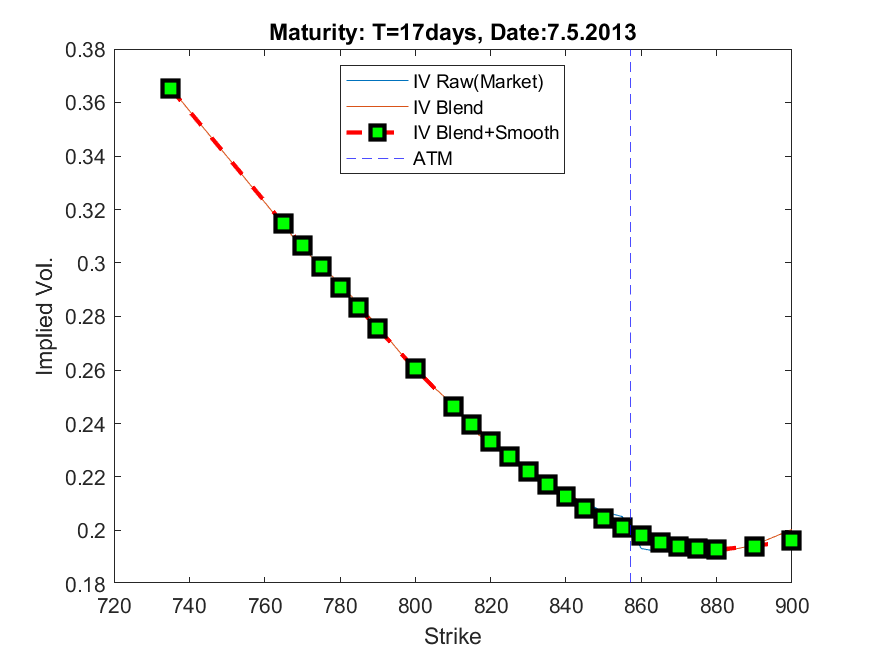 Maturity: T=17days, Date:7.5.2013
0.38
0.36
0.34
0.32
0.3
0.28
0.26
0.24
0.22
0.2
0.18
Implied Vol.
IV Raw(Market)
IV Blend
IV Blend+Smooth
ATM
720 740 760 780 800 820 840 860 880 900
Strike